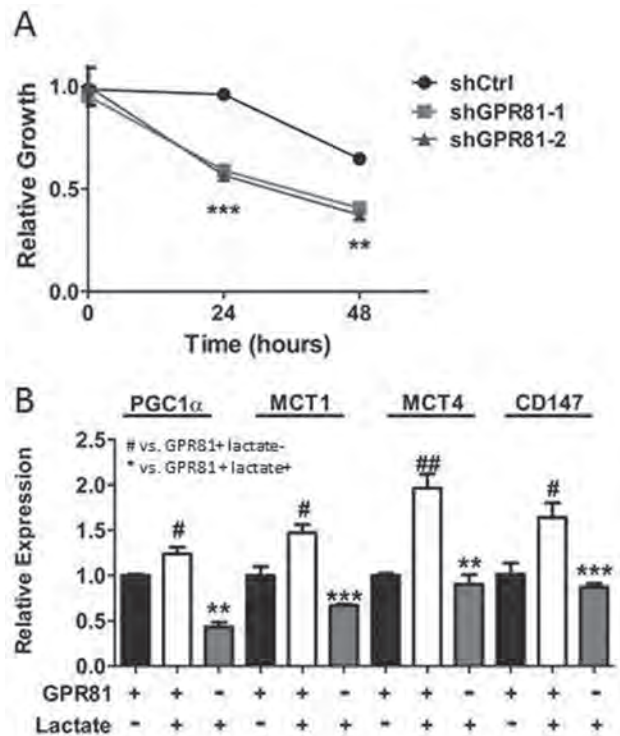 A
Relative Growth
1.0
0.5
0.0
0 24 48
Time (hours)
*** **
shCtrl
shGPR81-1
shGPR81-2
B
PGC1α MCT1 MCT4 CD147
# vs. GPR81+ lactate-
* vs. GPR81+ lactate+
Relative Expression
2.5
2.0
1.5
1.0
0.5
0.0
# ** # *** ## ** # ***
GPR81 + + - + + - + + - + + -
Lactate - + + - + + - + + - + +